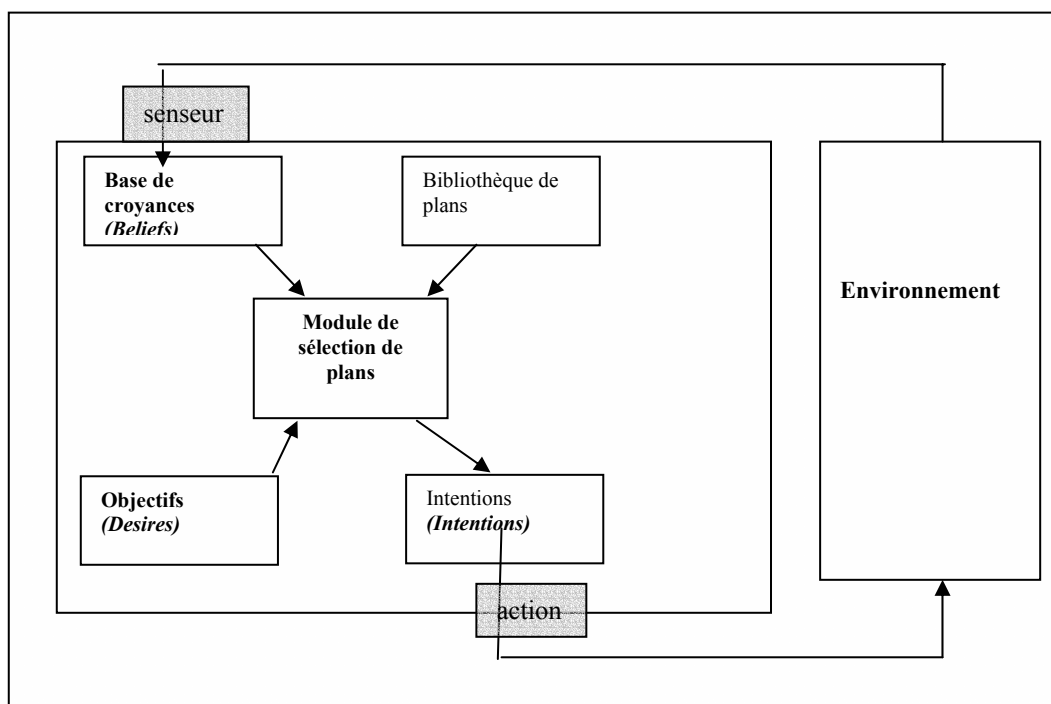 senseur
Base de
croyances
(Beliefs)
Bibliothèque de
plans
Environnement
Module de
sélection de
plans
Objectifs
(Desires)
Intentions
(Intentions)
action